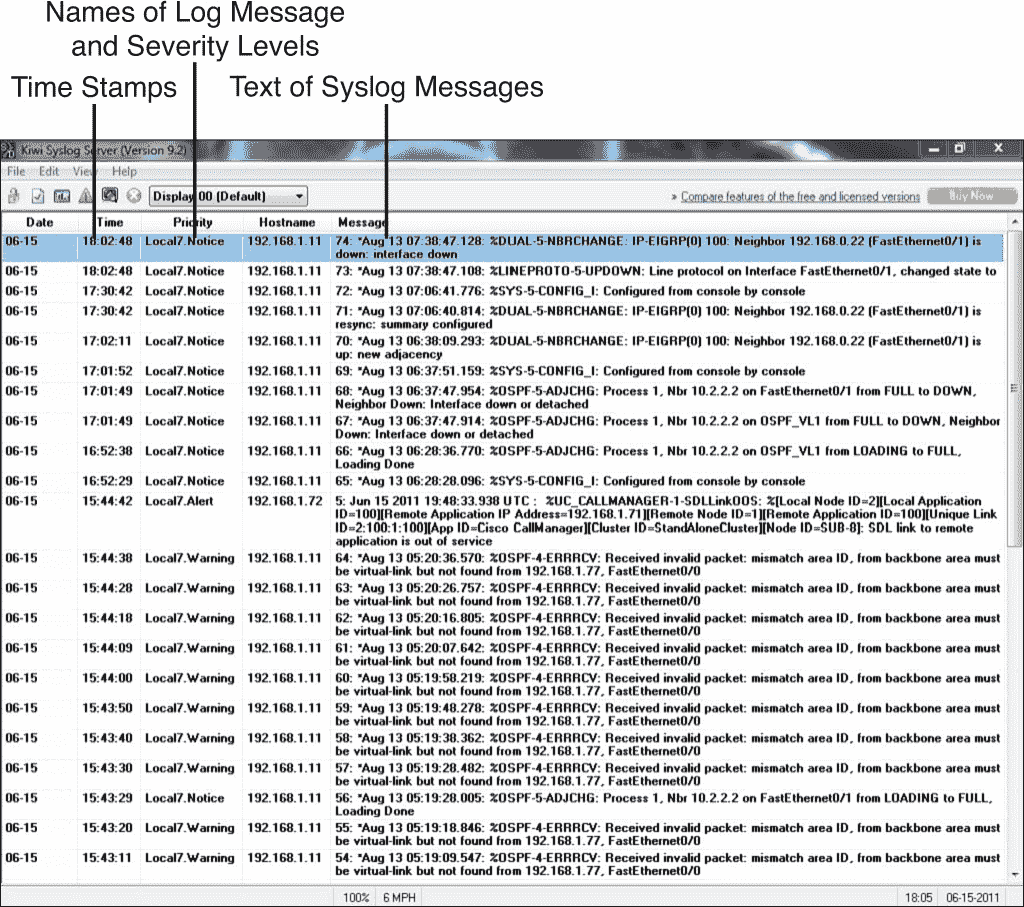 Names of Log Message
and Severity Levels
Time Stamps
Text of Syslog Messages
Kiwi Syslog Server (Version 9.2)
File Edit View Help
Display 00 (Default)
» Compare features of the free and licensed versions
Buy Now
Date Time Priority Hostname Message
06-15 18:02:48 Local7.Notice 192.168.1.11 74: *Aug 13 07:38:47.128: %DUAL-5-NBRCHANGE: IP-EIGRP(0) 100: Neighbor 192.168.0.22 (FastEthernet0/1) is
down: interface down
06-15 18:02:48 Local7.Notice 192.168.1.11 73: *Aug 13 07:38:47.108: %LINEPROTO-5-UPDOWN: Line protocol on Interface FastEthernet0/1, changed state to
06-15 17:30:42 Local7.Notice 192.168.1.11 72: *Aug 13 07:06:41.776: %SYS-5-CONFIG_I: Configured from console by console
06-15 17:30:42 Local7.Notice 192.168.1.11 71: *Aug 13 07:06:40.814: %DUAL-5-NBRCHANGE: IP-EIGRP(0) 100: Neighbor 192.168.0.22 (FastEthernet0/1) is
resync: summary configured
06-15 17:02:11 Local7.Notice 192.168.1.11 70: *Aug 13 06:38:09.293: %DUAL-5-NBRCHANGE: IP-EIGRP(0) 100: Neighbor 192.168.0.22 (FastEthernet0/1) is
up: new adjacency
06-15 17:01:52 Local7.Notice 192.168.1.11 69: *Aug 13 06:37:51.159: %SYS-5-CONFIG_I: Configured from console by console
06-15 17:01:49 Local7.Notice 192.168.1.11 68: *Aug 13 06:37:47.954: %OSPF-5-ADJCHG: Process 1, Nbr 10.2.2.2 on FastEthernet0/1 from FULL to DOWN,
Neighbor Down: Interface down or detached
06-15 17:01:49 Local7.Notice 192.168.1.11 67: *Aug 13 06:37:47.914: %OSPF-5-ADJCHG: Process 1, Nbr 10.2.2.2 on OSPF_VL1 from FULL to DOWN, Neighbor
Down: Interface down or detached
06-15 16:52:38 Local7.Notice 192.168.1.11 66: *Aug 13 06:28:36.770: %OSPF-5-ADJCHG: Process 1, Nbr 10.2.2.2 on OSPF_VL1 from LOADING to FULL,
Loading Done
06-15 16:52:29 Local7.Notice 192.168.1.11 65: *Aug 13 06:28:28.096: %SYS-5-CONFIG_I: Configured from console by console
06-15 15:44:42 Local7.Alert 192.168.1.72 5: Jun 15 2011 19:48:33.938 UTC : %UC_CALLMANAGER-1-SDLLinkOOS: %[Local Node ID=2][Local Application
ID=100][Remote Application IP Address=192.168.1.71][Remote Node ID=1][Remote Application ID=100][Unique Link
ID=2:100:1:100][App ID=Cisco CallManager][Cluster ID=StandAloneCluster][Node ID=SUB-8]: SDL link to remote
application is out of service
06-15 15:44:38 Local7.Warning 192.168.1.11 64: *Aug 13 05:20:36.570: %OSPF-4-ERRRCV: Received invalid packet: mismatch area ID, from backbone area must
be virtual-link but not found from 192.168.1.77, FastEthernet0/0
06-15 15:44:28 Local7.Warning 192.168.1.11 63: *Aug 13 05:20:26.757: %OSPF-4-ERRRCV: Received invalid packet: mismatch area ID, from backbone area must
be virtual-link but not found from 192.168.1.77, FastEthernet0/0
06-15 15:44:18 Local7.Warning 192.168.1.11 62: *Aug 13 05:20:16.805: %OSPF-4-ERRRCV: Received invalid packet: mismatch area ID, from backbone area must
be virtual-link but not found from 192.168.1.77, FastEthernet0/0
06-15 15:44:09 Local7.Warning 192.168.1.11 61: *Aug 13 05:20:07.642: %OSPF-4-ERRRCV: Received invalid packet: mismatch area ID, from backbone area must
be virtual-link but not found from 192.168.1.77, FastEthernet0/0
06-15 15:44:00 Local7.Warning 192.168.1.11 60: *Aug 13 05:19:58.219: %OSPF-4-ERRRCV: Received invalid packet: mismatch area ID, from backbone area must
be virtual-link but not found from 192.168.1.77, FastEthernet0/0
06-15 15:43:50 Local7.Warning 192.168.1.11 59: *Aug 13 05:19:48.278: %OSPF-4-ERRRCV: Received invalid packet: mismatch area ID, from backbone area must
be virtual-link but not found from 192.168.1.77, FastEthernet0/0
06-15 15:43:40 Local7.Warning 192.168.1.11 58: *Aug 13 05:19:38.362: %OSPF-4-ERRRCV: Received invalid packet: mismatch area ID, from backbone area must
be virtual-link but not found from 192.168.1.77, FastEthernet0/0
06-15 15:43:30 Local7.Warning 192.168.1.11 57: *Aug 13 05:19:28.482: %OSPF-4-ERRRCV: Received invalid packet: mismatch area ID, from backbone area must
be virtual-link but not found from 192.168.1.77, FastEthernet0/0
06-15 15:43:29 Local7.Notice 192.168.1.11 56: *Aug 13 05:19:28.005: %OSPF-5-ADJCHG: Process 1, Nbr 10.2.2.2 on FastEthernet0/1 from LOADING to FULL,
Loading Done
06-15 15:43:20 Local7.Warning 192.168.1.11 55: *Aug 13 05:19:18.846: %OSPF-4-ERRRCV: Received invalid packet: mismatch area ID, from backbone area must
be virtual-link but not found from 192.168.1.77, FastEthernet0/0
06-15 15:43:11 Local7.Warning 192.168.1.11 54: *Aug 13 05:19:09.547: %OSPF-4-ERRRCV: Received invalid packet: mismatch area ID, from backbone area must
be virtual-link but not found from 192.168.1.77, FastEthernet0/0
100% 6 MPH 18:05 06-15-2011